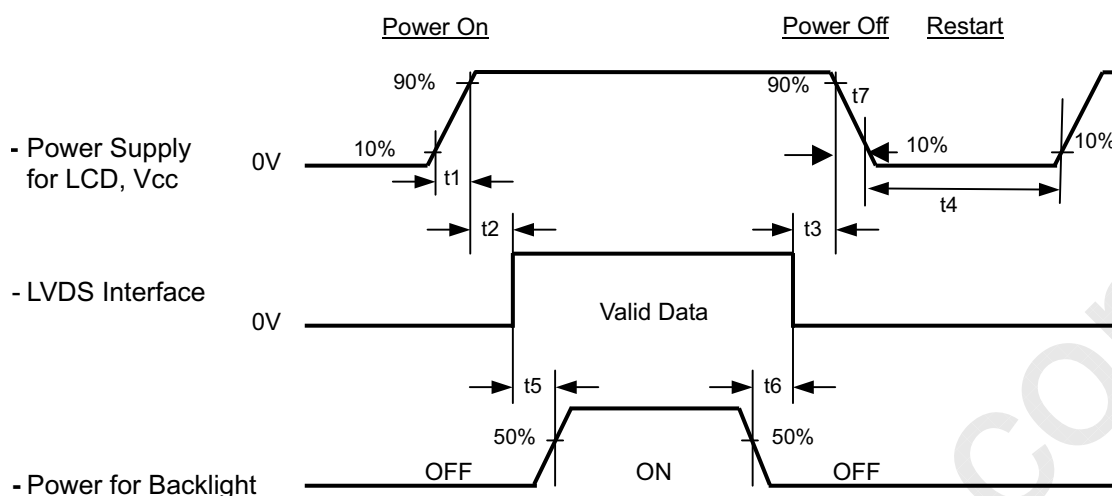 Power On
Power Off Restart
90%
90%
t7
- Power Supply
for LCD, Vcc
0V
10%
10%
10%
t1
t4
t2
t3
- LVDS Interface
0V
Valid Data
t5
t6
50%
50%
- Power for Backlight
OFF
ON
OFF
com